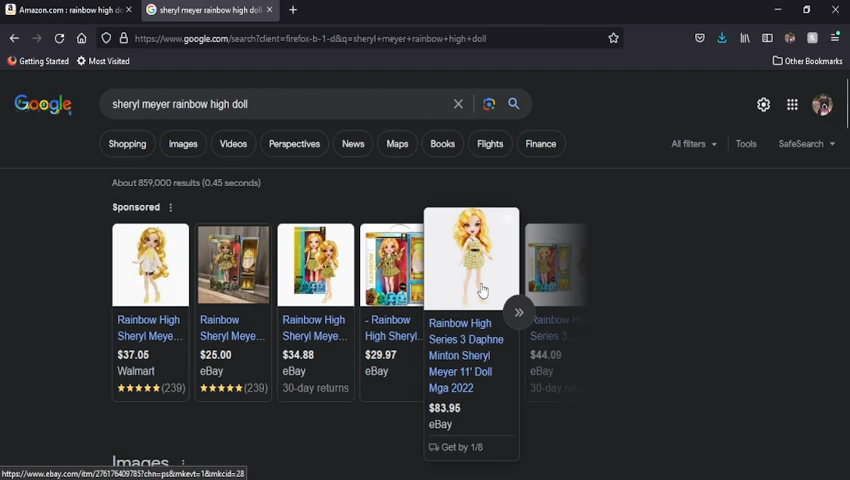 Amazon.com : rainbow high do
sheryl meyer rainbow high doll
https://www.google.com/search?client=firefox-b-1-d&q=sheryl+meyer+rainbow+high+doll
Getting Started
Most Visited
Other Bookmarks
Google
sheryl meyer rainbow high doll
Shopping
Images
Videos
Perspectives
News
Maps
Books
Flights
Finance
All filters
Tools
SafeSearch
About 859,000 results (0.45 seconds)
Sponsored
Rainbow High
Sheryl Meye...
$37.05
Walmart
(239)
Rainbow
Sheryl Meye...
$25.00
eBay
(239)
Rainbow High
Sheryl Meye...
$34.88
eBay
30-day returns
- Rainbow
High Sheryl
$29.97
eBay
Rainbow High
Series 3 Daphne
Minton Sheryl
Meyer 11' Doll
Mga 2022
$83.95
eBay
Get by 1/8
Rainbow High
Series 3
$44.09
eBay
30-day return
Images
https://www.ebay.com/itm/276176409785?chn=ps&mkevt=1&mkcid=28